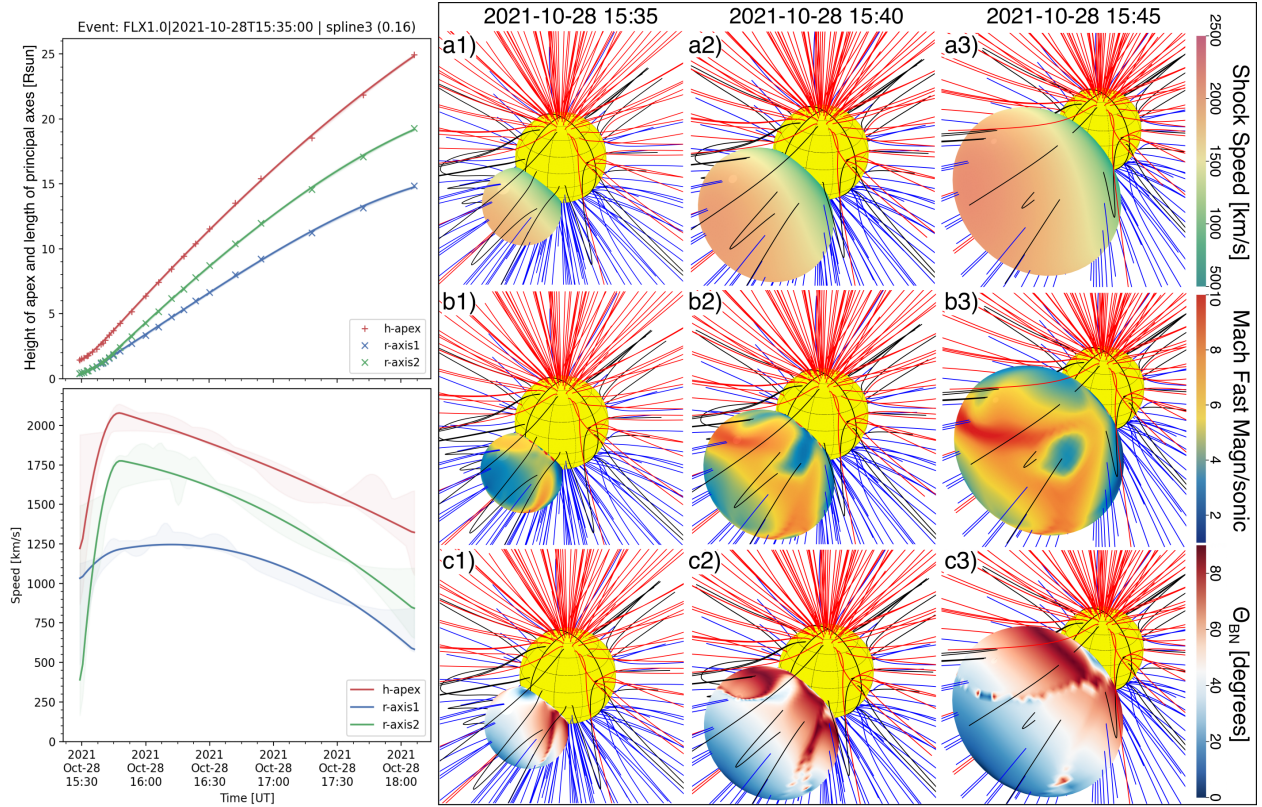 Event: FLX1.0|2021-10-28T15:35:00 | spline3 (0.16)
Height of apex and length of principal axes [Rsun]
25
20
15
10
5
0
h-apex
r-axis1
r-axis2
Speed [km/s]
2000
1750
1500
1250
1000
750
500
250
0
h-apex
r-axis1
r-axis2
2021
Oct-28
15:30
2021
Oct-28
16:00
2021
Oct-28
16:30
2021
Oct-28
17:00
2021
Oct-28
17:30
2021
Oct-28
18:00
Time [UT]
2021-10-28 15:35
2021-10-28 15:40
2021-10-28 15:45
a1)
a2)
a3)
2500
2000
1500
1000
500
Shock Speed [km/s]
b1)
b2)
b3)
10
8
6
4
2
Mach Fast Magn/sonic
c1)
c2)
c3)
80
60
40
20
0
ΘBN [degrees]